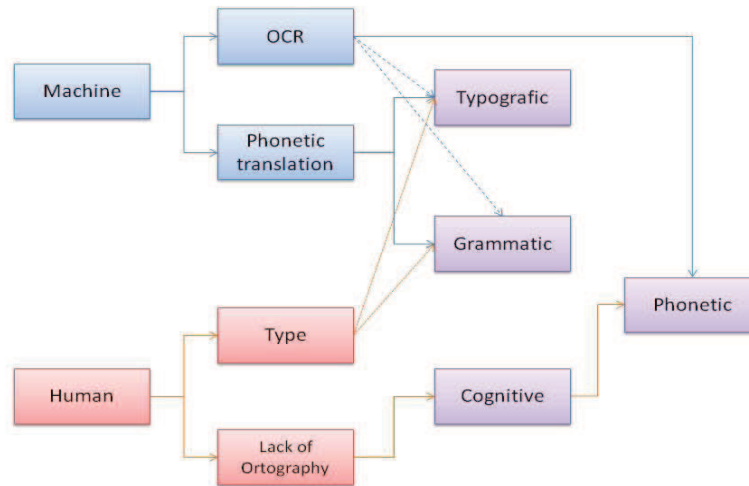 OCR
Machine
Typografic
Phonetic
translation
Grammatic
Phonetic
Type
Human
Cognitive
Lack of
Ortography